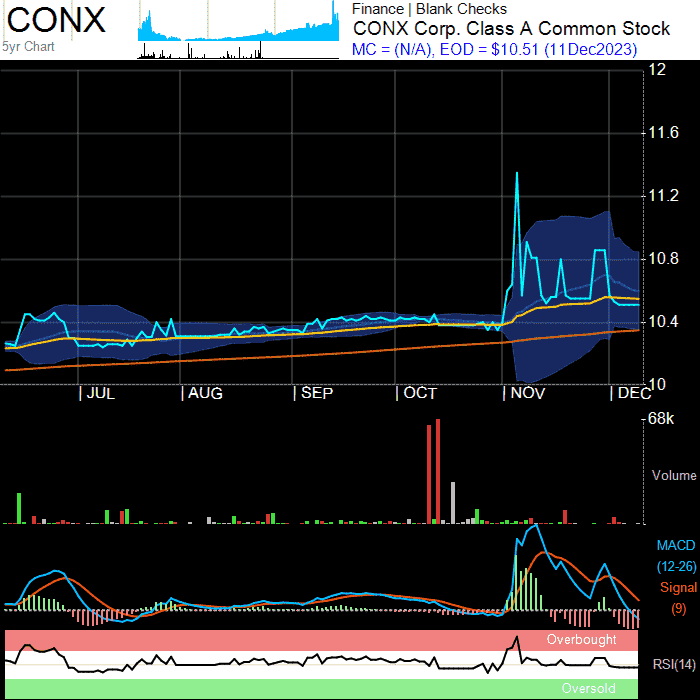 CONX
5yr Chart
Finance | Blank Checks
CONX Corp. Class A Common Stock
MC = (N/A), EOD = $10.51 (11Dec2023)
12
11.6
11.2
10.8
10.4
10
JUL
AUG
SEP
OCT
NOV
DEC
68k
Volume
MACD
(12-26)
Signal
(9)
Overbought
RSI(14)
Oversold